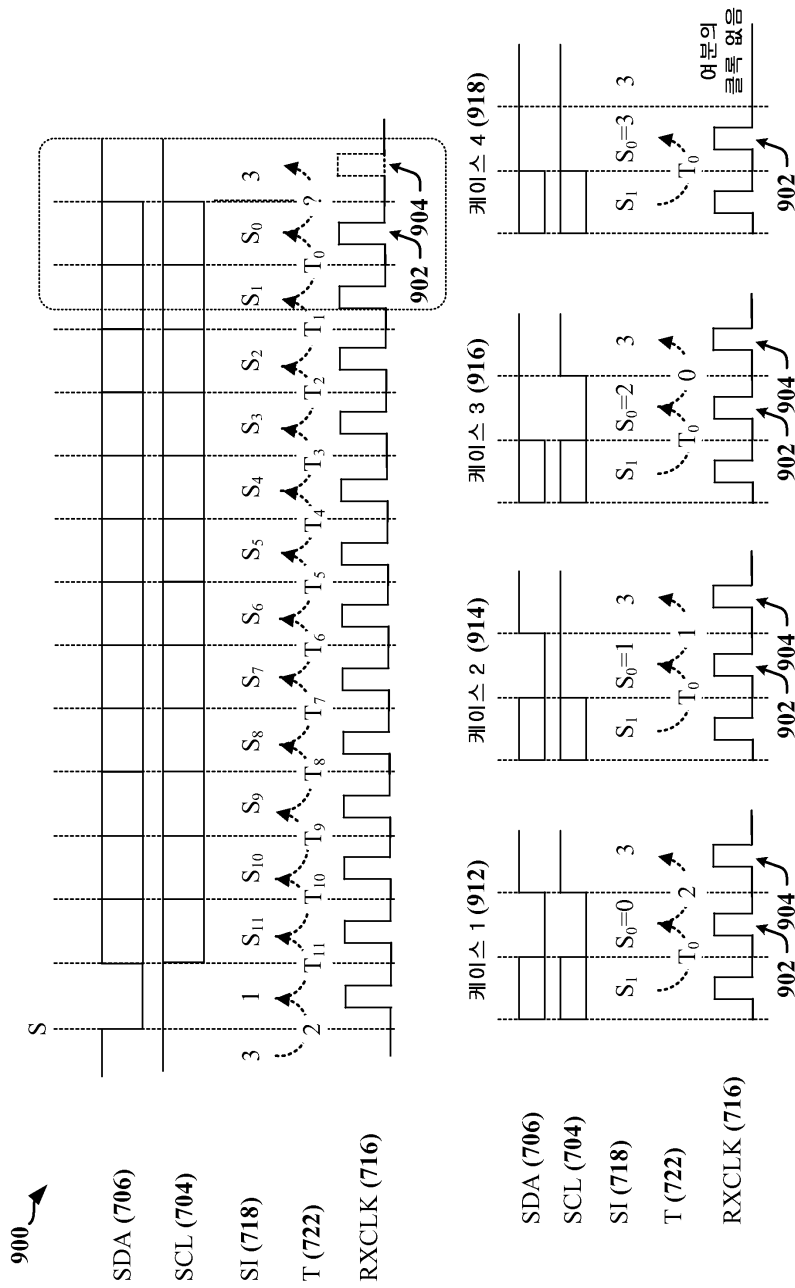 900
S
SDA (706)
SCL (704)
SI (718) 3 1 S11 S10 S9 S8 S7 S6 S5 S4 S3 S2 S1 S0 3
T (722) 2 T11 T10 T9 T8 T7 T6 T5 T4 T3 T2 T1 T0 ?
RXCLK (716)
902 904
케이스 1 (912) 케이스 2 (914) 케이스 3 (916) 케이스 4 (918)
SDA (706)
SCL (704)
SI (718) S1 S0=0 3 S1 S0=1 3 S1 S0=2 3 S1 S0=3 3
T (722) T0 2 T0 1 T0 0 T0
여분의
클록 없음
RXCLK (716)
902 904 902 904 902 904 902